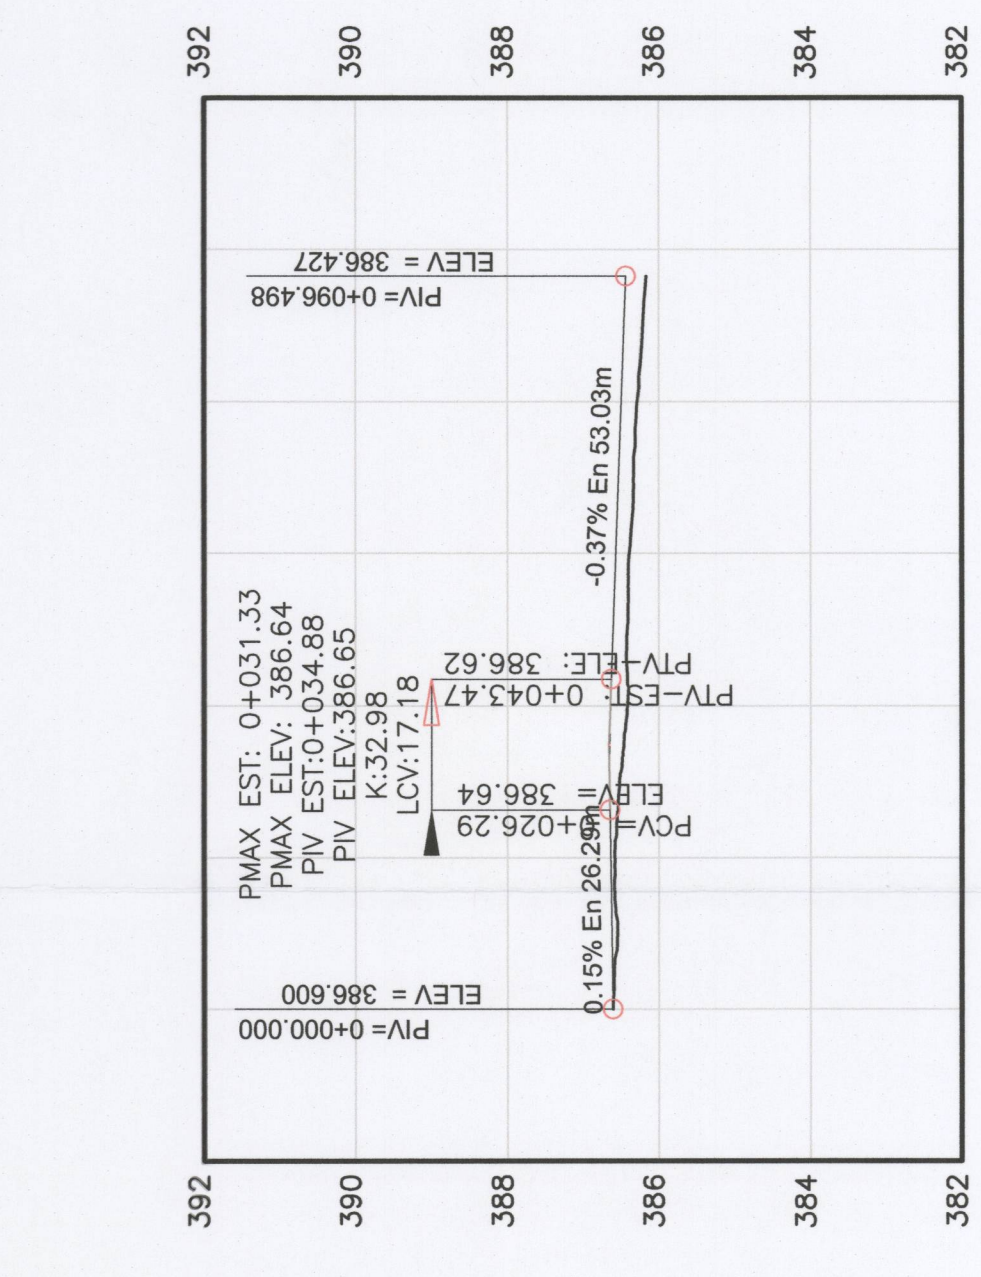 392
390
388
386
384
382
PMAX EST: 0+031.33
PMAX ELEV: 386.64
PIV EST:0+034.88
PIV ELEV:386.65
K:32.98
LCV:17.18
PIV= 0+000.000
ELEV = 386.600
0.15% En 26.29m
PCV= 0+026.29
ELEV= 386.64
PTV-EST: 0+043.47
PTV-ELE: 386.62
-0.37% En 53.03m
PIV= 0+096.498
ELEV = 386.427
392
390
388
386
384
382